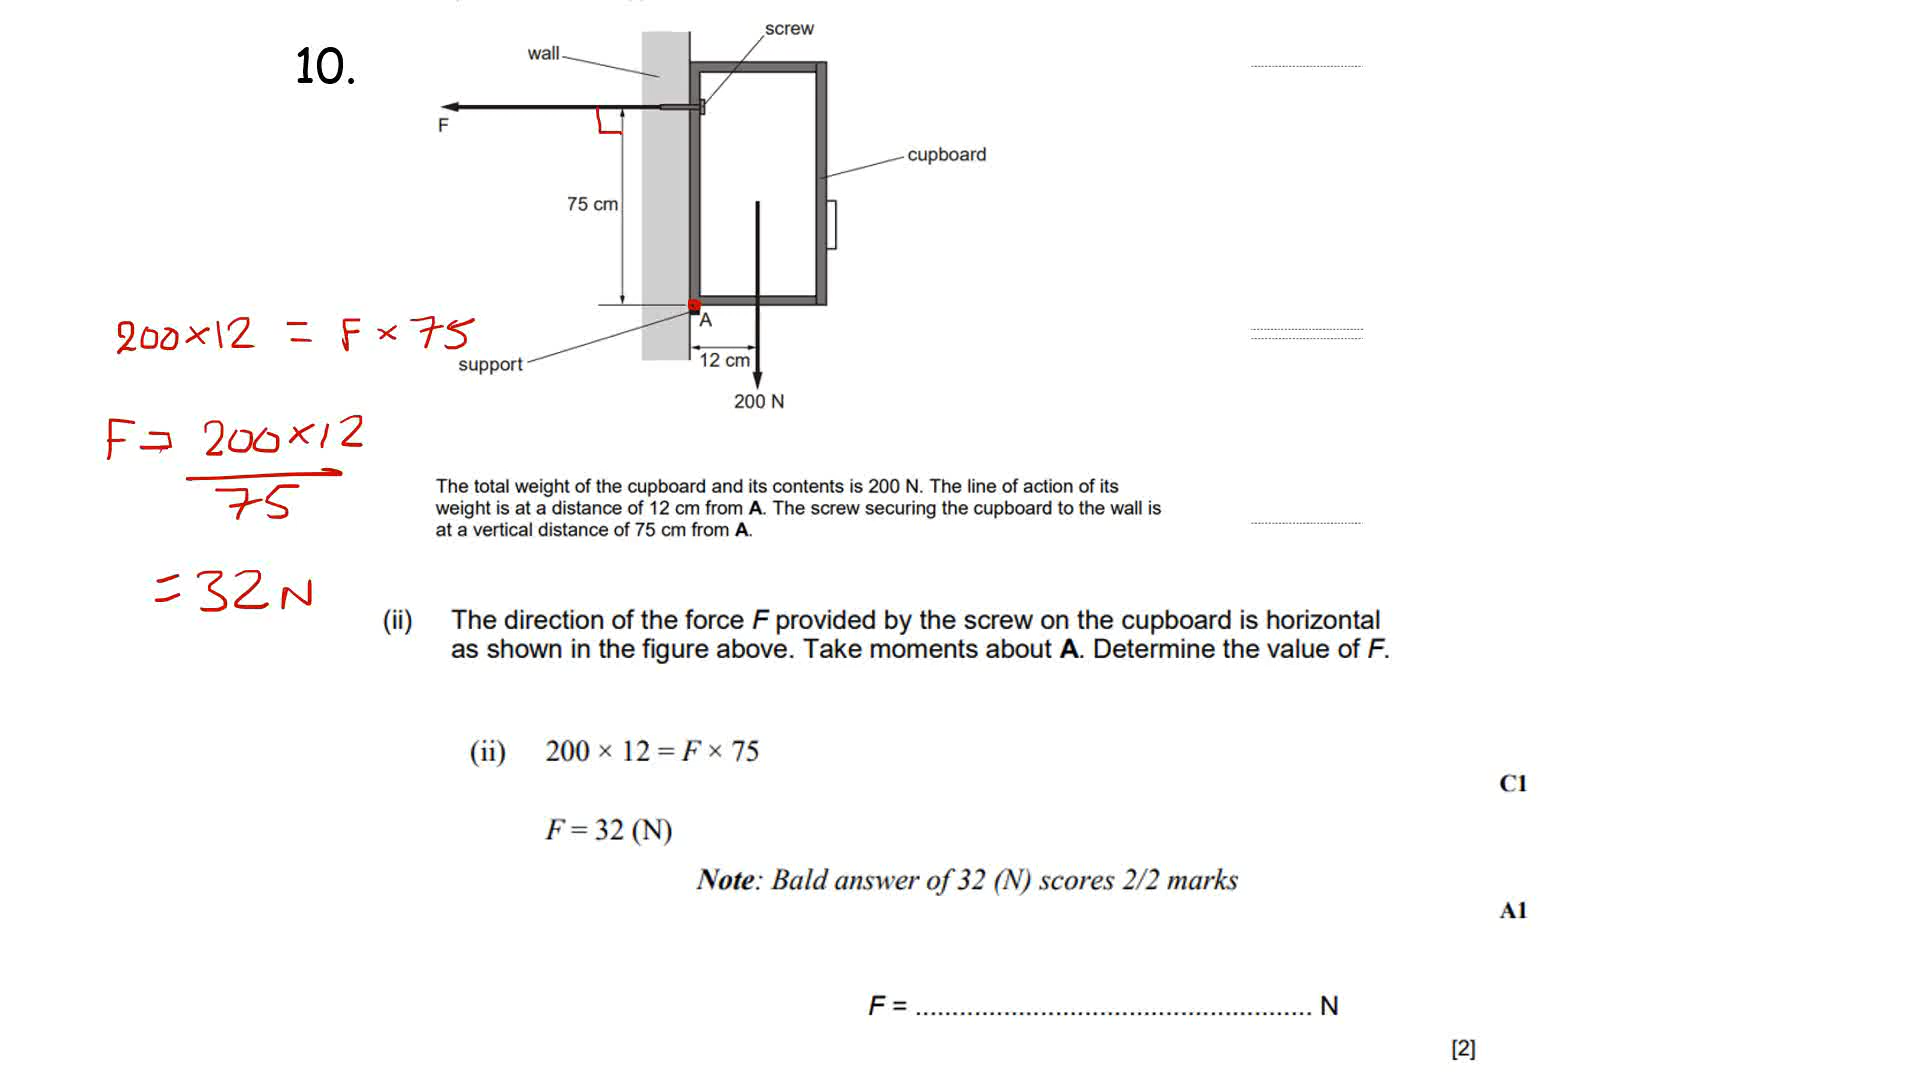 screw
10.
wall
F
cupboard
75 cm
A
200×12 = F × 75
support
12 cm
200 N
F = 200×12
75
= 32 N
The total weight of the cupboard and its contents is 200 N. The line of action of its
weight is at a distance of 12 cm from A. The screw securing the cupboard to the wall is
at a vertical distance of 75 cm from A.
(ii) The direction of the force F provided by the screw on the cupboard is horizontal
as shown in the figure above. Take moments about A. Determine the value of F.
(ii) 200 × 12 = F × 75
C1
F = 32 (N)
Note: Bald answer of 32 (N) scores 2/2 marks
A1
F = ...................................................... N
[2]